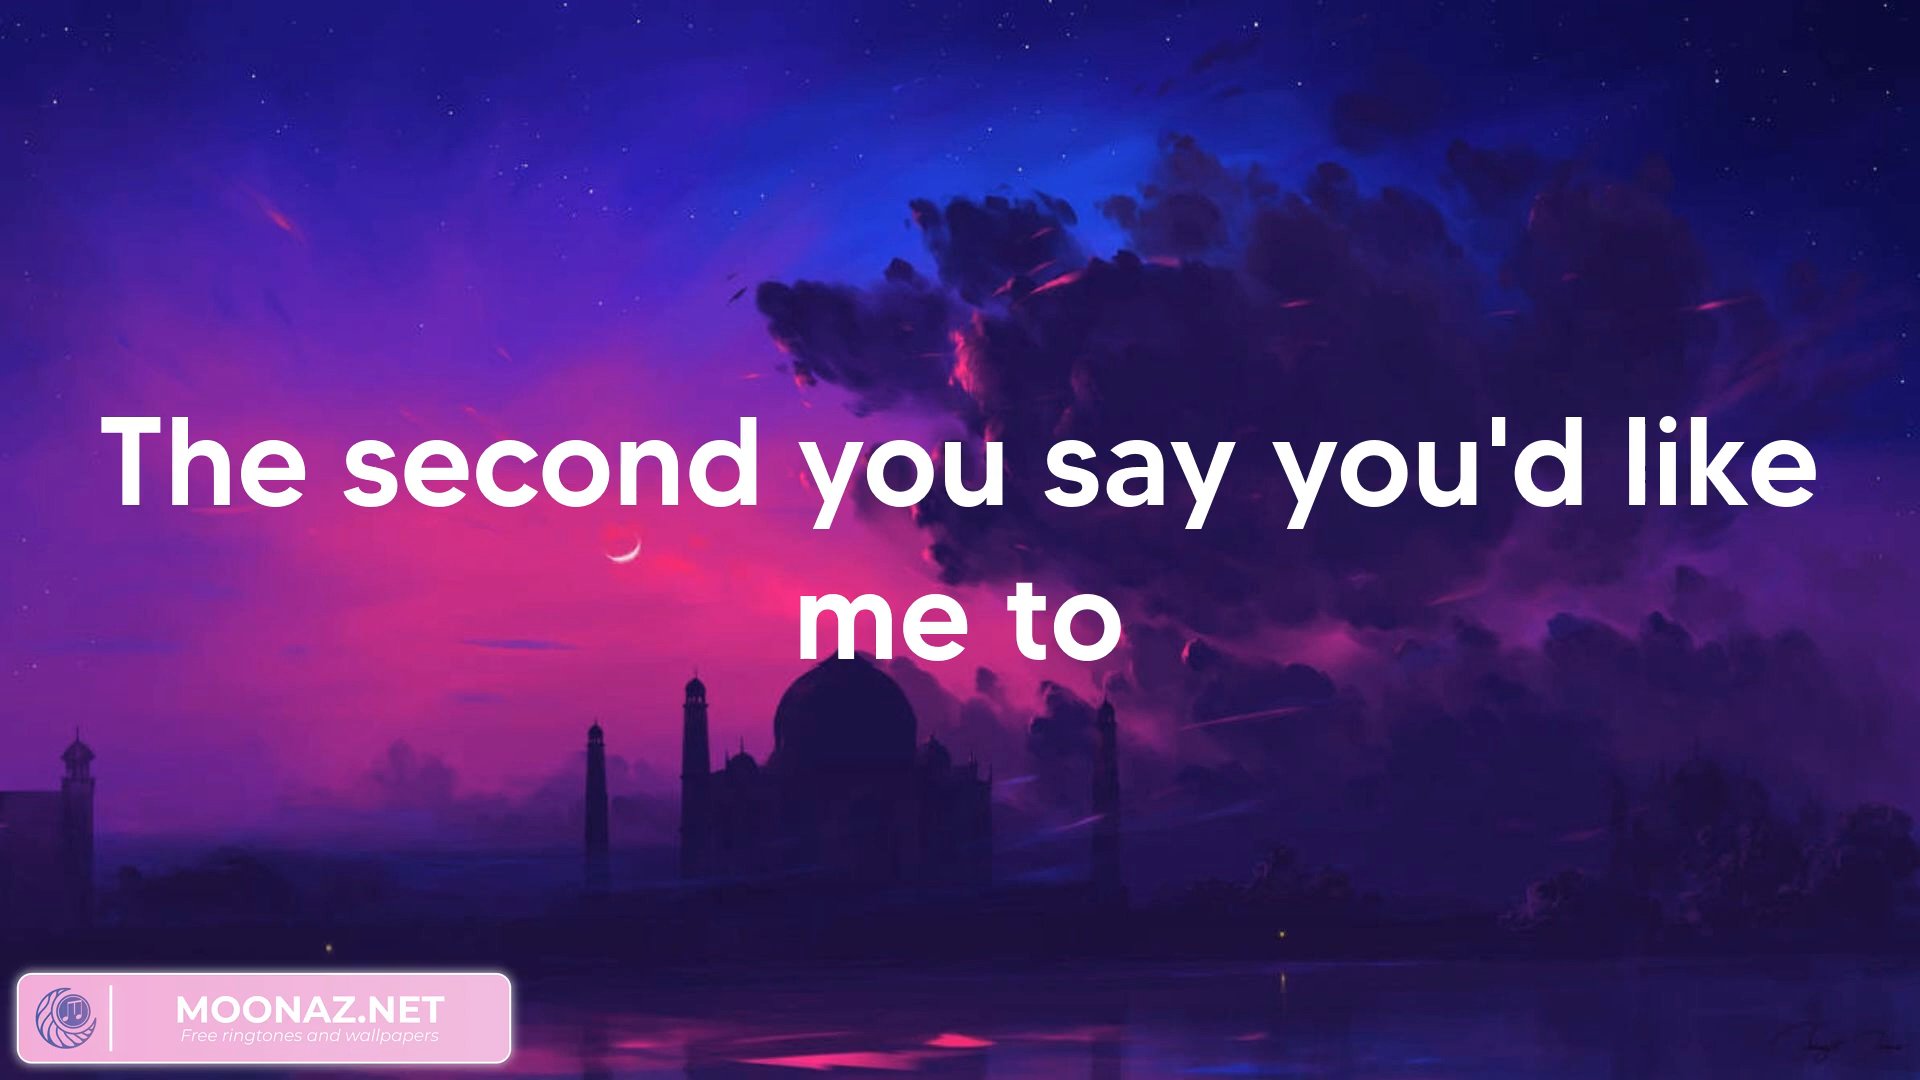 The second you say you'd like
me to
MOONAZ.NET
Free ringtones and wallpapers